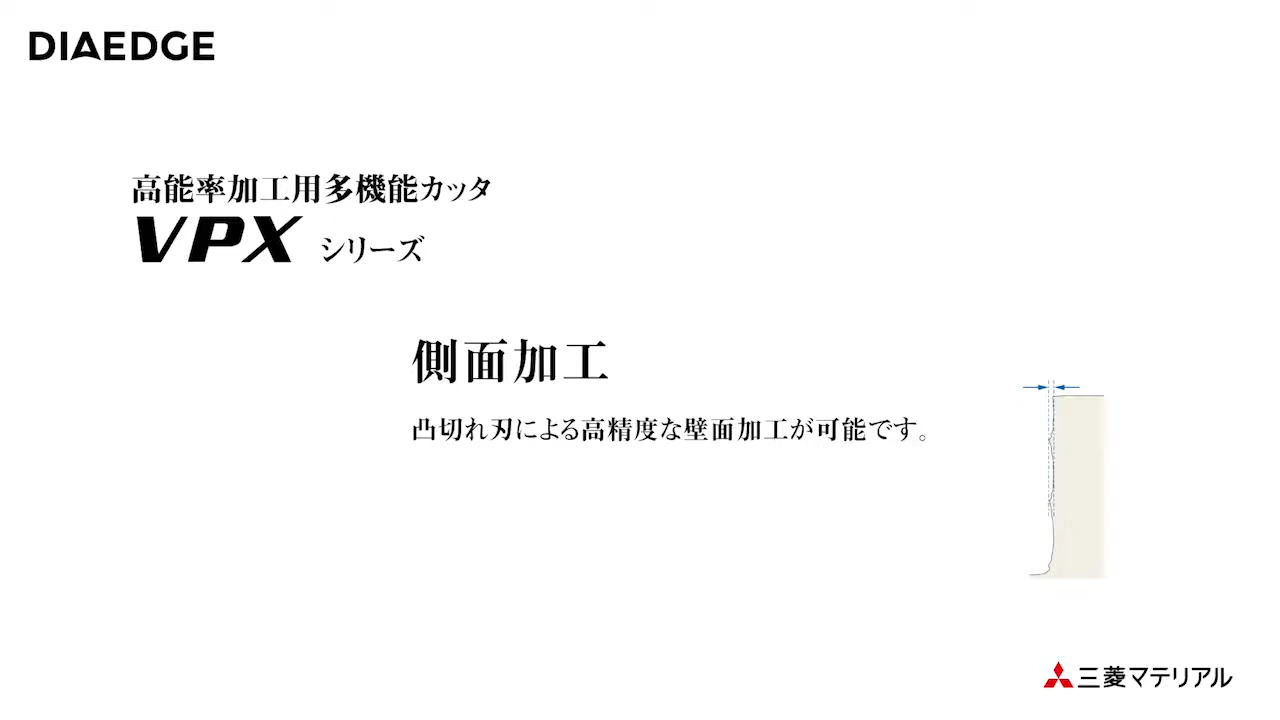 DIAEDGE
高能率加工用多機能カッタ
VPX シリーズ
側面加工
凸切れ刃による高精度な壁面加工が可能です。
三菱マテリアル